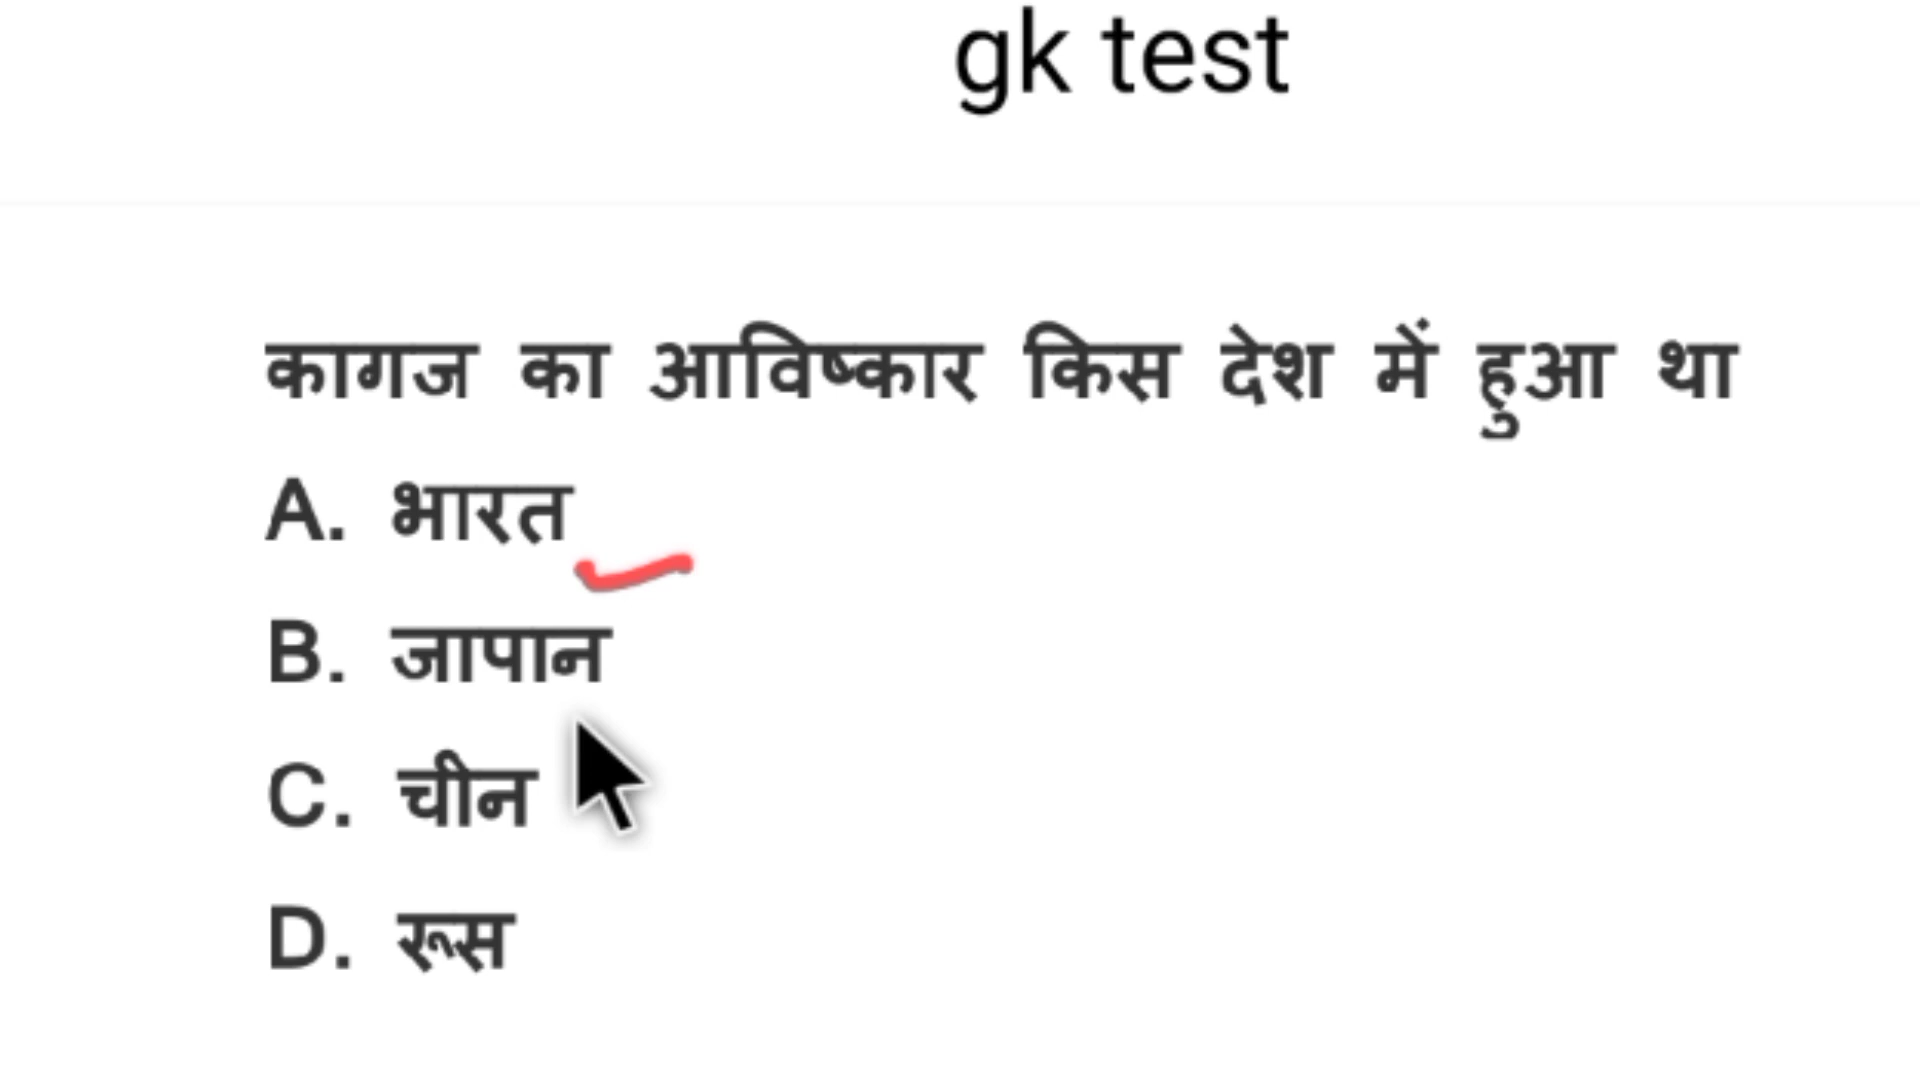 gk test
कागज का आविष्कार किस देश में हुआ था
A. भारत
B. जापान
C. चीन
D. रूस